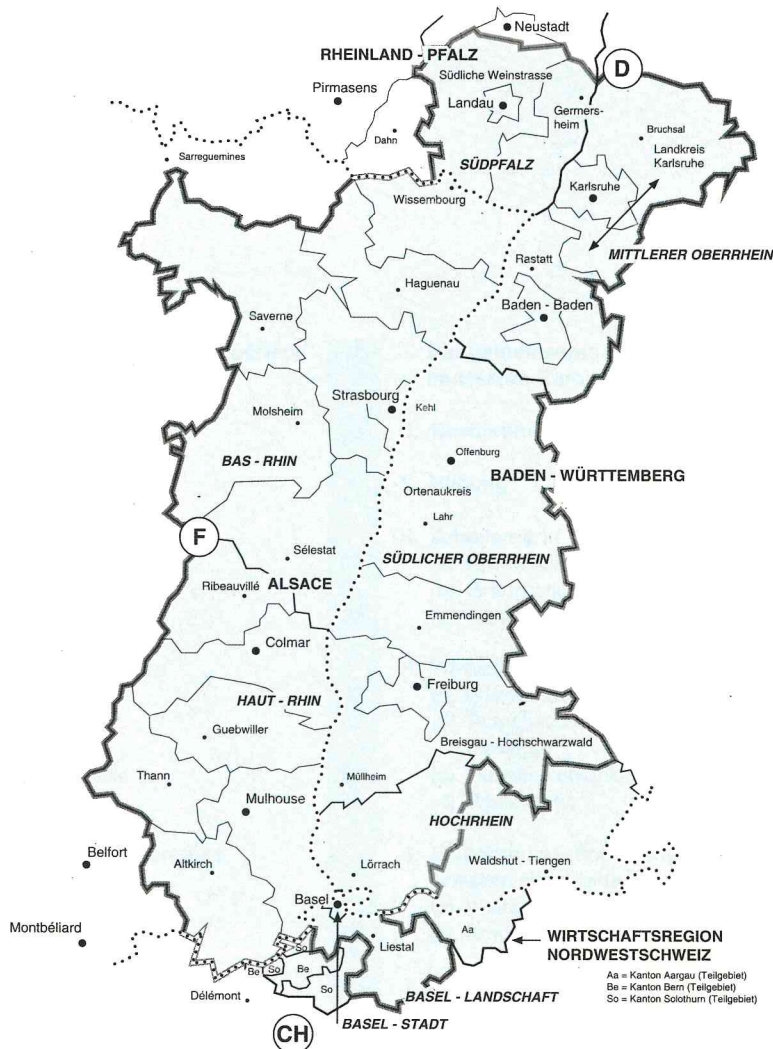 Neustadt
RHEINLAND - PFALZ
D
Pirmasens
Südliche Weinstrasse
Landau
Germers-
heim
Bruchsal
Dahn
Landkreis
Karlsruhe
Sarreguemines
SÜDPFALZ
Karlsruhe
Wissembourg
MITTLERER OBERRHEIN
Rastatt
Haguenau
Baden - Baden
Saverne
Strasbourg
Kehl
Molsheim
Offenburg
BAS - RHIN
BADEN - WÜRTTEMBERG
Ortenaukreis
Lahr
F
Sélestat
SÜDLICHER OBERRHEIN
ALSACE
Ribeauvillé
Emmendingen
Colmar
Freiburg
HAUT - RHIN
Guebwiller
Breisgau - Hochschwarzwald
Thann
Müllheim
Mulhouse
HOCHRHEIN
Belfort
Altkirch
Lörrach
Waldshut - Tiengen
Basel
Montbéliard
Aa
Liestal
WIRTSCHAFTSREGION
NORDWESTSCHWEIZ
So
Be
So
Be
So
Aa = Kanton Aargau (Teilgebiet)
Be = Kanton Bern (Teilgebiet)
So = Kanton Solothurn (Teilgebiet)
Délémont
BASEL - LANDSCHAFT
CH
BASEL - STADT